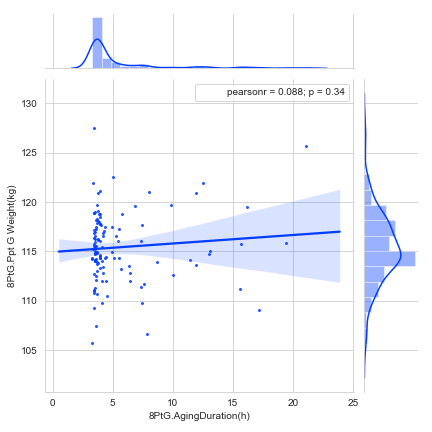 pearsonr = 0.088; p = 0.34
130
125
120
115
110
105
8PtG.Ppt G Weight(kg)
0 5 10 15 20 25
8PtG.AgingDuration(h)